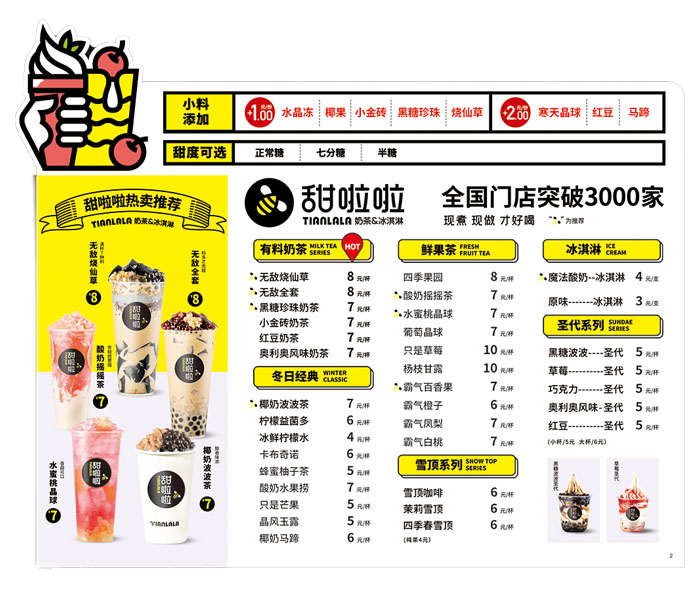 小料
添加
+1.00 元/份 水晶冻 椰果 小金砖 黑糖珍珠 烧仙草
+2.00 元/份 寒天晶球 红豆 马蹄
甜度可选 正常糖 七分糖 半糖
甜啦啦热卖推荐
TIANLALA 奶茶&冰淇淋
无敌烧仙草
¥8
无敌全套
¥8
酸奶摇摇茶
¥7
水蜜桃晶球
¥7
椰奶波波茶
¥7
甜啦啦
TIANLALA 奶茶&冰淇淋
全国门店突破3000家
现煮 现做 才好喝 为推荐
有料奶茶 MILK TEA SERIES HOT
无敌烧仙草 8 元/杯
无敌全套 8 元/杯
黑糖珍珠奶茶 7 元/杯
小金砖奶茶 7 元/杯
红豆奶茶 7 元/杯
奥利奥风味奶茶 7 元/杯
冬日经典 WINTER CLASSIC
椰奶波波茶 7 元/杯
柠檬益菌多 6 元/杯
冰鲜柠檬水 4 元/杯
卡布奇诺 6 元/杯
蜂蜜柚子茶 5 元/杯
酸奶水果捞 7 元/杯
只是芒果 5 元/杯
晶风玉露 5 元/杯
椰奶马蹄 6 元/杯
鲜果茶 FRESH FRUIT TEA
四季果园 8 元/杯
酸奶摇摇茶 7 元/杯
水蜜桃晶球 7 元/杯
葡萄晶球 7 元/杯
只是草莓 10 元/杯
杨枝甘露 10 元/杯
霸气百香果 7 元/杯
霸气橙子 6 元/杯
霸气凤梨 7 元/杯
霸气白桃 7 元/杯
雪顶系列 SNOW TOP SERIES
雪顶咖啡 6 元/杯
茉莉雪顶 6 元/杯
四季春雪顶 6 元/杯
(纯茶4元)
冰淇淋 ICE CREAM
魔法酸奶--冰淇淋 4 元/支
原味-------冰淇淋 3 元/支
圣代系列 SUNDAE SERIES
黑糖波波----圣代 5 元/杯
草莓---------圣代 5 元/杯
巧克力-------圣代 5 元/杯
奥利奥风味-圣代 5 元/杯
红豆---------圣代 5 元/杯
(小杯/5元 大杯/6元)
黑糖波波圣代
草莓圣代
甜啦啦
TIANLALA
2